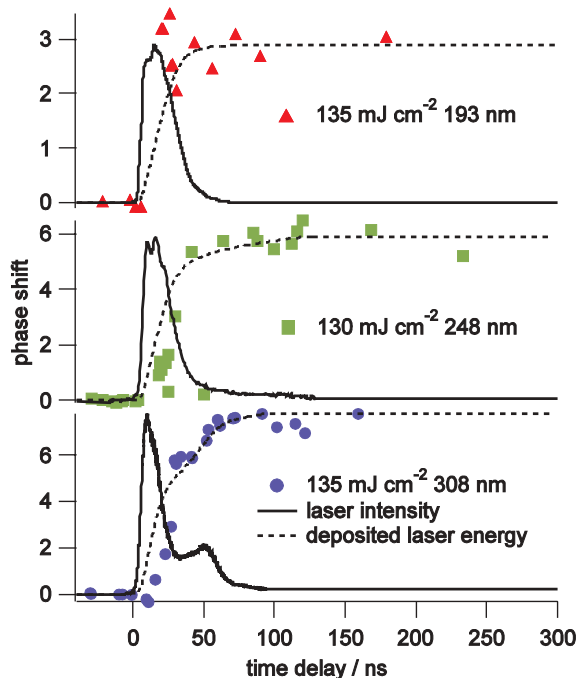 3
2
1
0
135 mJ cm⁻² 193 nm
6
4
2
0
130 mJ cm⁻² 248 nm
phase shift
6
4
2
0
135 mJ cm⁻² 308 nm
laser intensity
deposited laser energy
0 50 100 150 200 250 300
time delay / ns